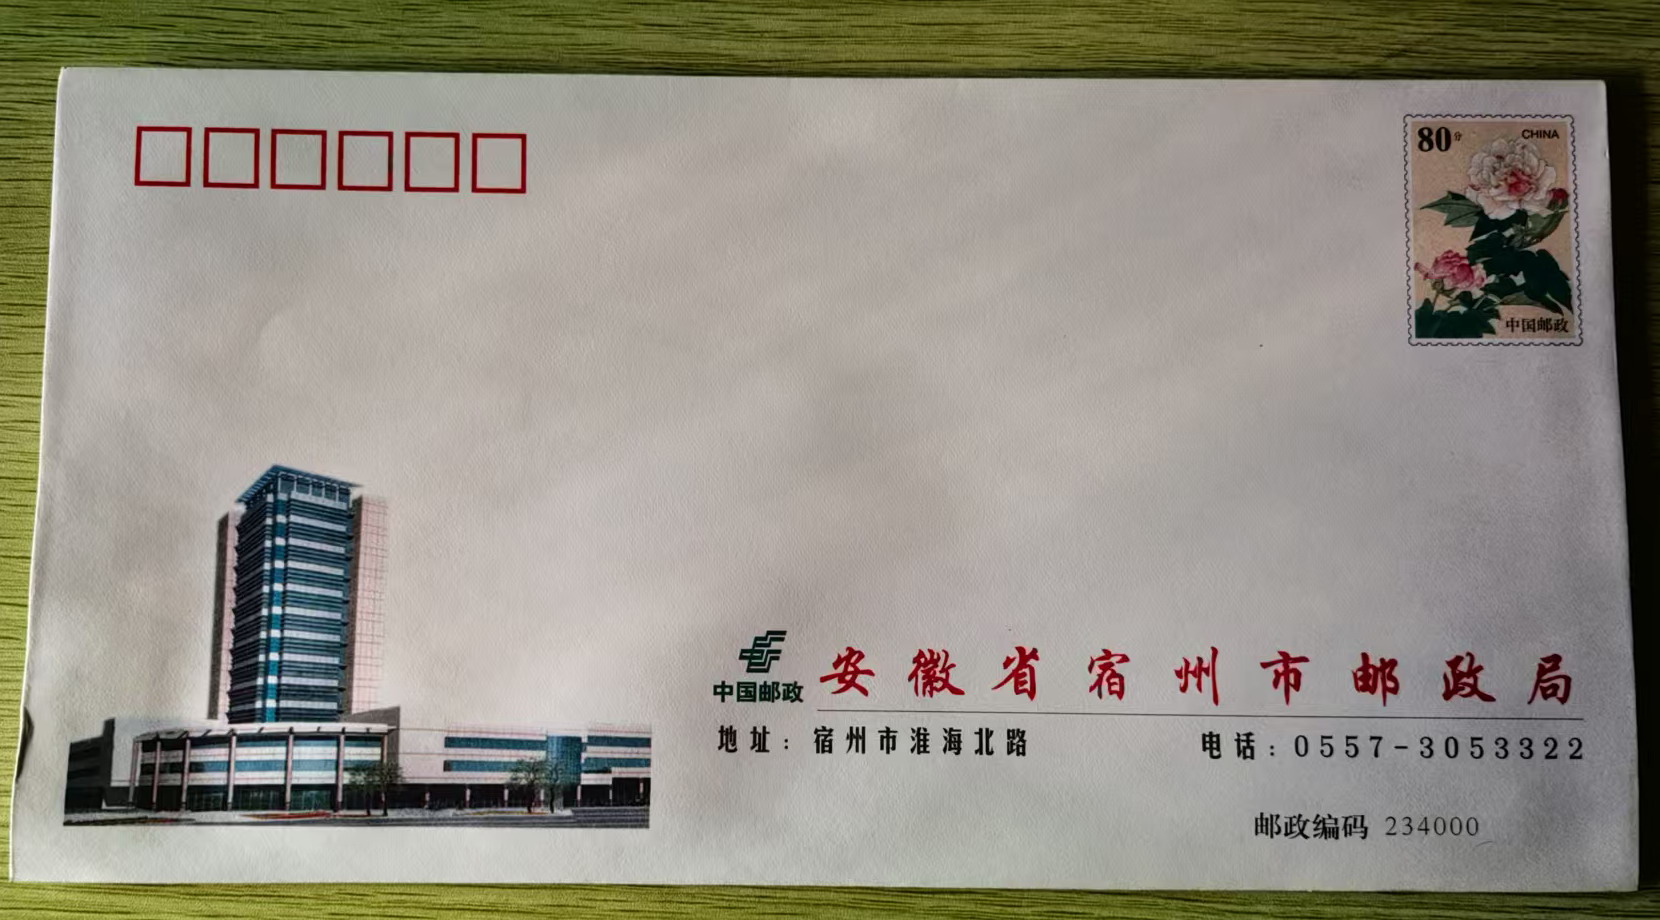 80分 CHINA
中国邮政
中国邮政 安徽省宿州市邮政局
地址：宿州市淮海北路 电话：0557-3053322
邮政编码 234000